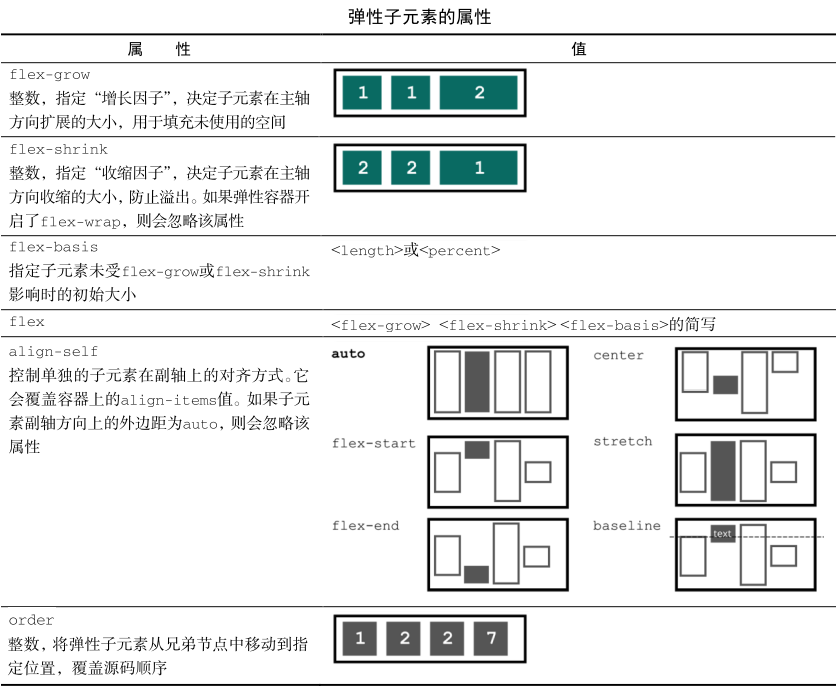 弹性子元素的属性
属 性 值
flex-grow
整数，指定“增长因子”，决定子元素在主轴
方向扩展的大小，用于填充未使用的空间
1 1 2
flex-shrink
整数，指定“收缩因子”，决定子元素在主轴
方向收缩的大小，防止溢出。如果弹性容器开
启了flex-wrap，则会忽略该属性
2 2 1
flex-basis
指定子元素未受flex-grow或flex-shrink
影响时的初始大小
<length>或<percent>
flex
<flex-grow> <flex-shrink> <flex-basis>的简写
align-self
控制单独的子元素在副轴上的对齐方式。它
会覆盖容器上的align-items值。如果子元
素副轴方向上的外边距为auto，则会忽略该
属性
auto
center
flex-start
stretch
flex-end
baseline
text
order
整数，将弹性子元素从兄弟节点中移动到指
定位置，覆盖源码顺序
1 2 2 7